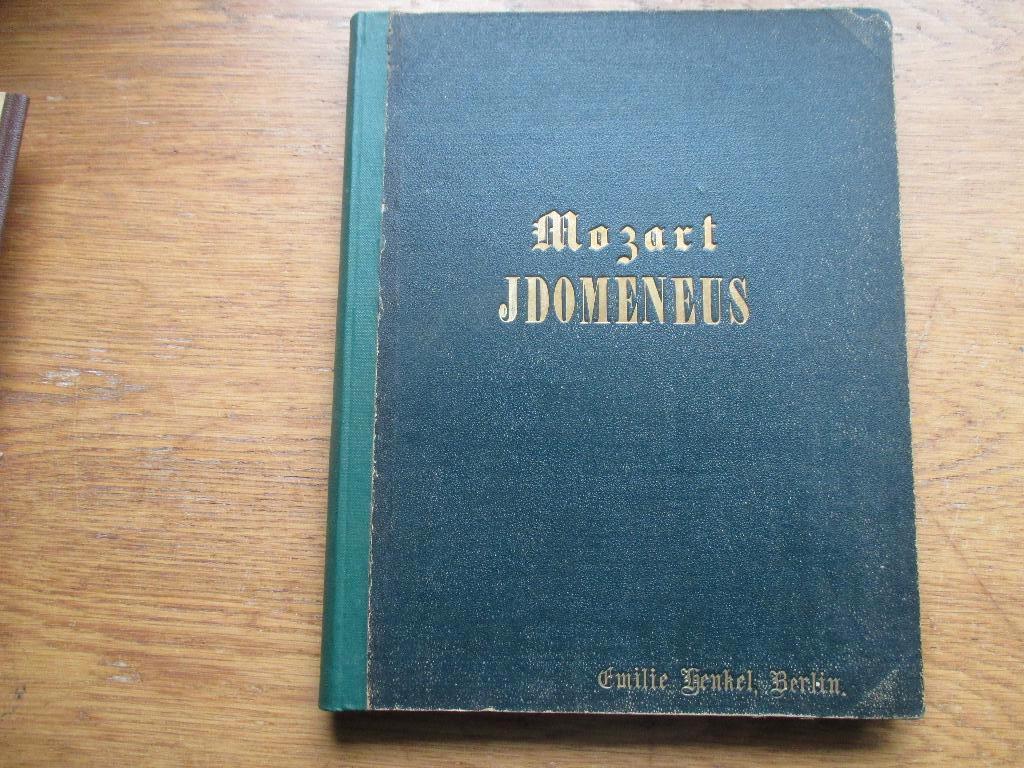 Mozart
JDOMENEUS
Emilie Henkel, Berlin.